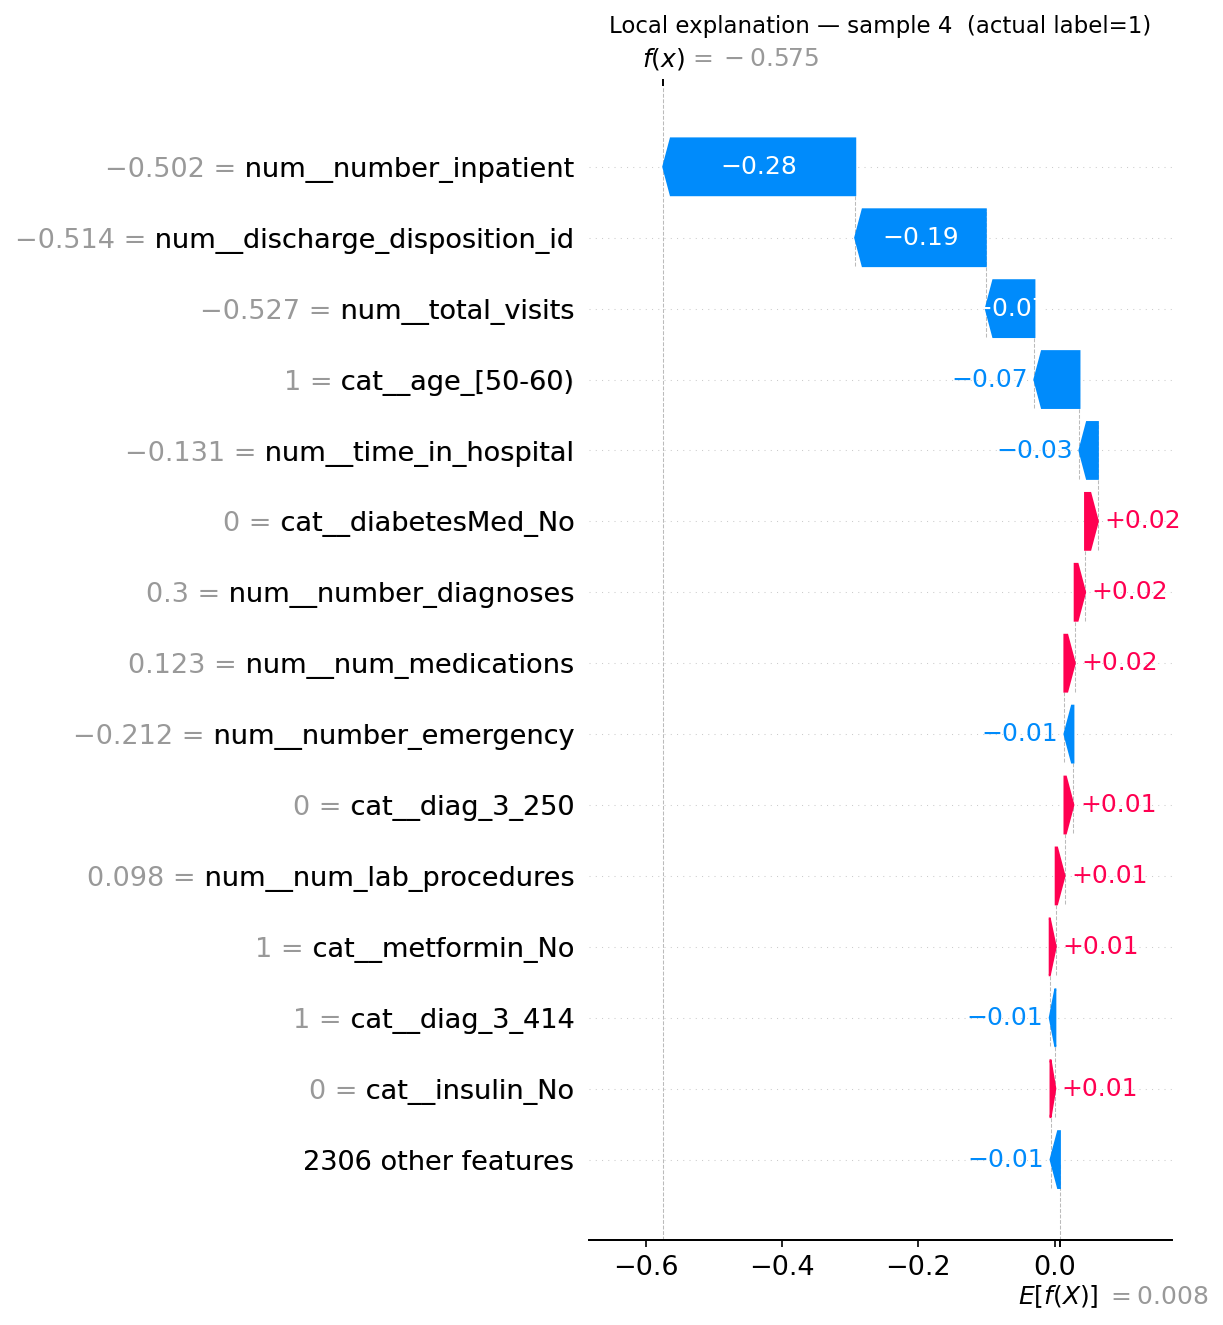 Local explanation — sample 4  (actual label=1)
f(x) = −0.575
−0.502 = num__number_inpatient −0.28
−0.514 = num__discharge_disposition_id −0.19
−0.527 = num__total_visits
1 = cat__age_[50-60) −0.07
−0.131 = num__time_in_hospital −0.03
0 = cat__diabetesMed_No +0.02
0.3 = num__number_diagnoses +0.02
0.123 = num__num_medications +0.02
−0.212 = num__number_emergency −0.01
0 = cat__diag_3_250 +0.01
0.098 = num__num_lab_procedures +0.01
1 = cat__metformin_No +0.01
1 = cat__diag_3_414 −0.01
0 = cat__insulin_No +0.01
2306 other features −0.01
−0.6 −0.4 −0.2 0.0
E[f(X)] = 0.008